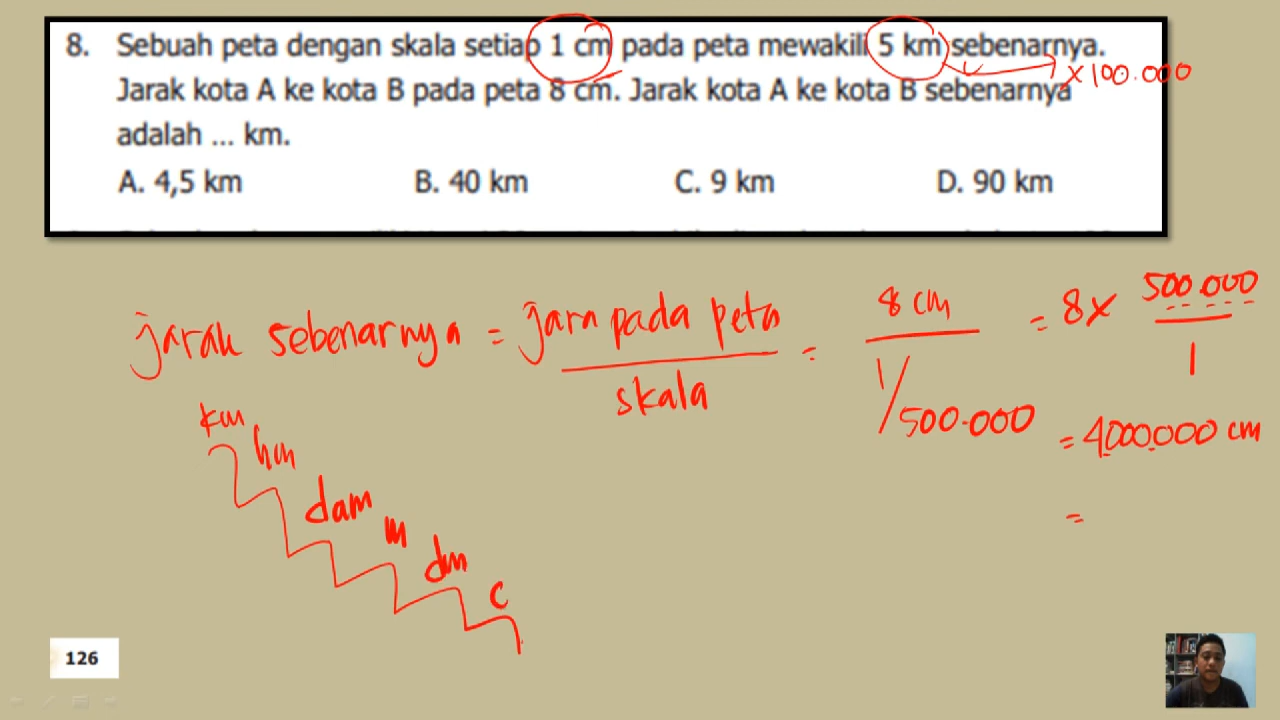 8. Sebuah peta dengan skala setiap 1 cm pada peta mewakili 5 km sebenarnya.
x 100.000
Jarak kota A ke kota B pada peta 8 cm. Jarak kota A ke kota B sebenarnya
adalah ... km.
A. 4,5 km B. 40 km C. 9 km D. 90 km
jarak sebenarnya = jara pada peta / skala = 8 cm / 1/500.000 = 8 x 500.000 / 1
= 4.000.000 cm
=
km
hm
dam
m
dm
c
126